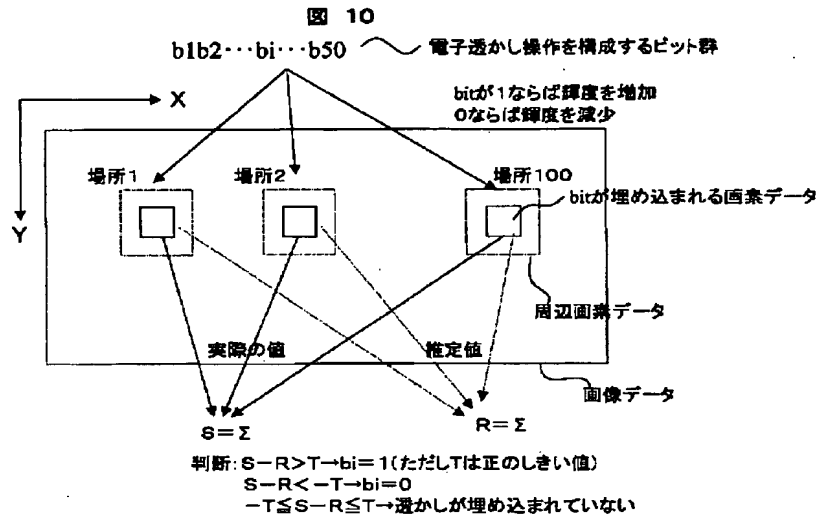 図 10
b1b2･･･bi･･･b50
電子透かし操作を構成するビット群
X
bitが1ならば輝度を増加
0ならば輝度を減少
場所1
場所2
場所100
Y
bitが埋め込まれる画素データ
周辺画素データ
実際の値
推定値
画像データ
S＝Σ
R＝Σ
判断:S－R>T→bi＝1(ただしTは正のしきい値)
S－R<－T→bi＝0
－T≦S－R≦T→透かしが埋め込まれていない